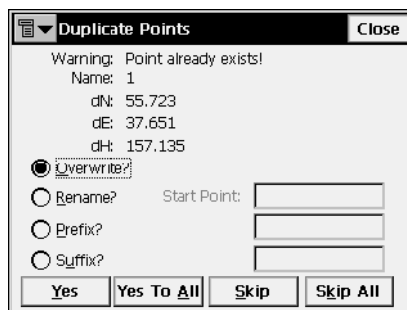 Duplicate Points Close
Warning: Point already exists!
Name: 1
dN: 55.723
dE: 37.651
dH: 157.135
Overwrite?
Rename? Start Point:
Prefix?
Suffix?
Yes Yes To All Skip Skip All